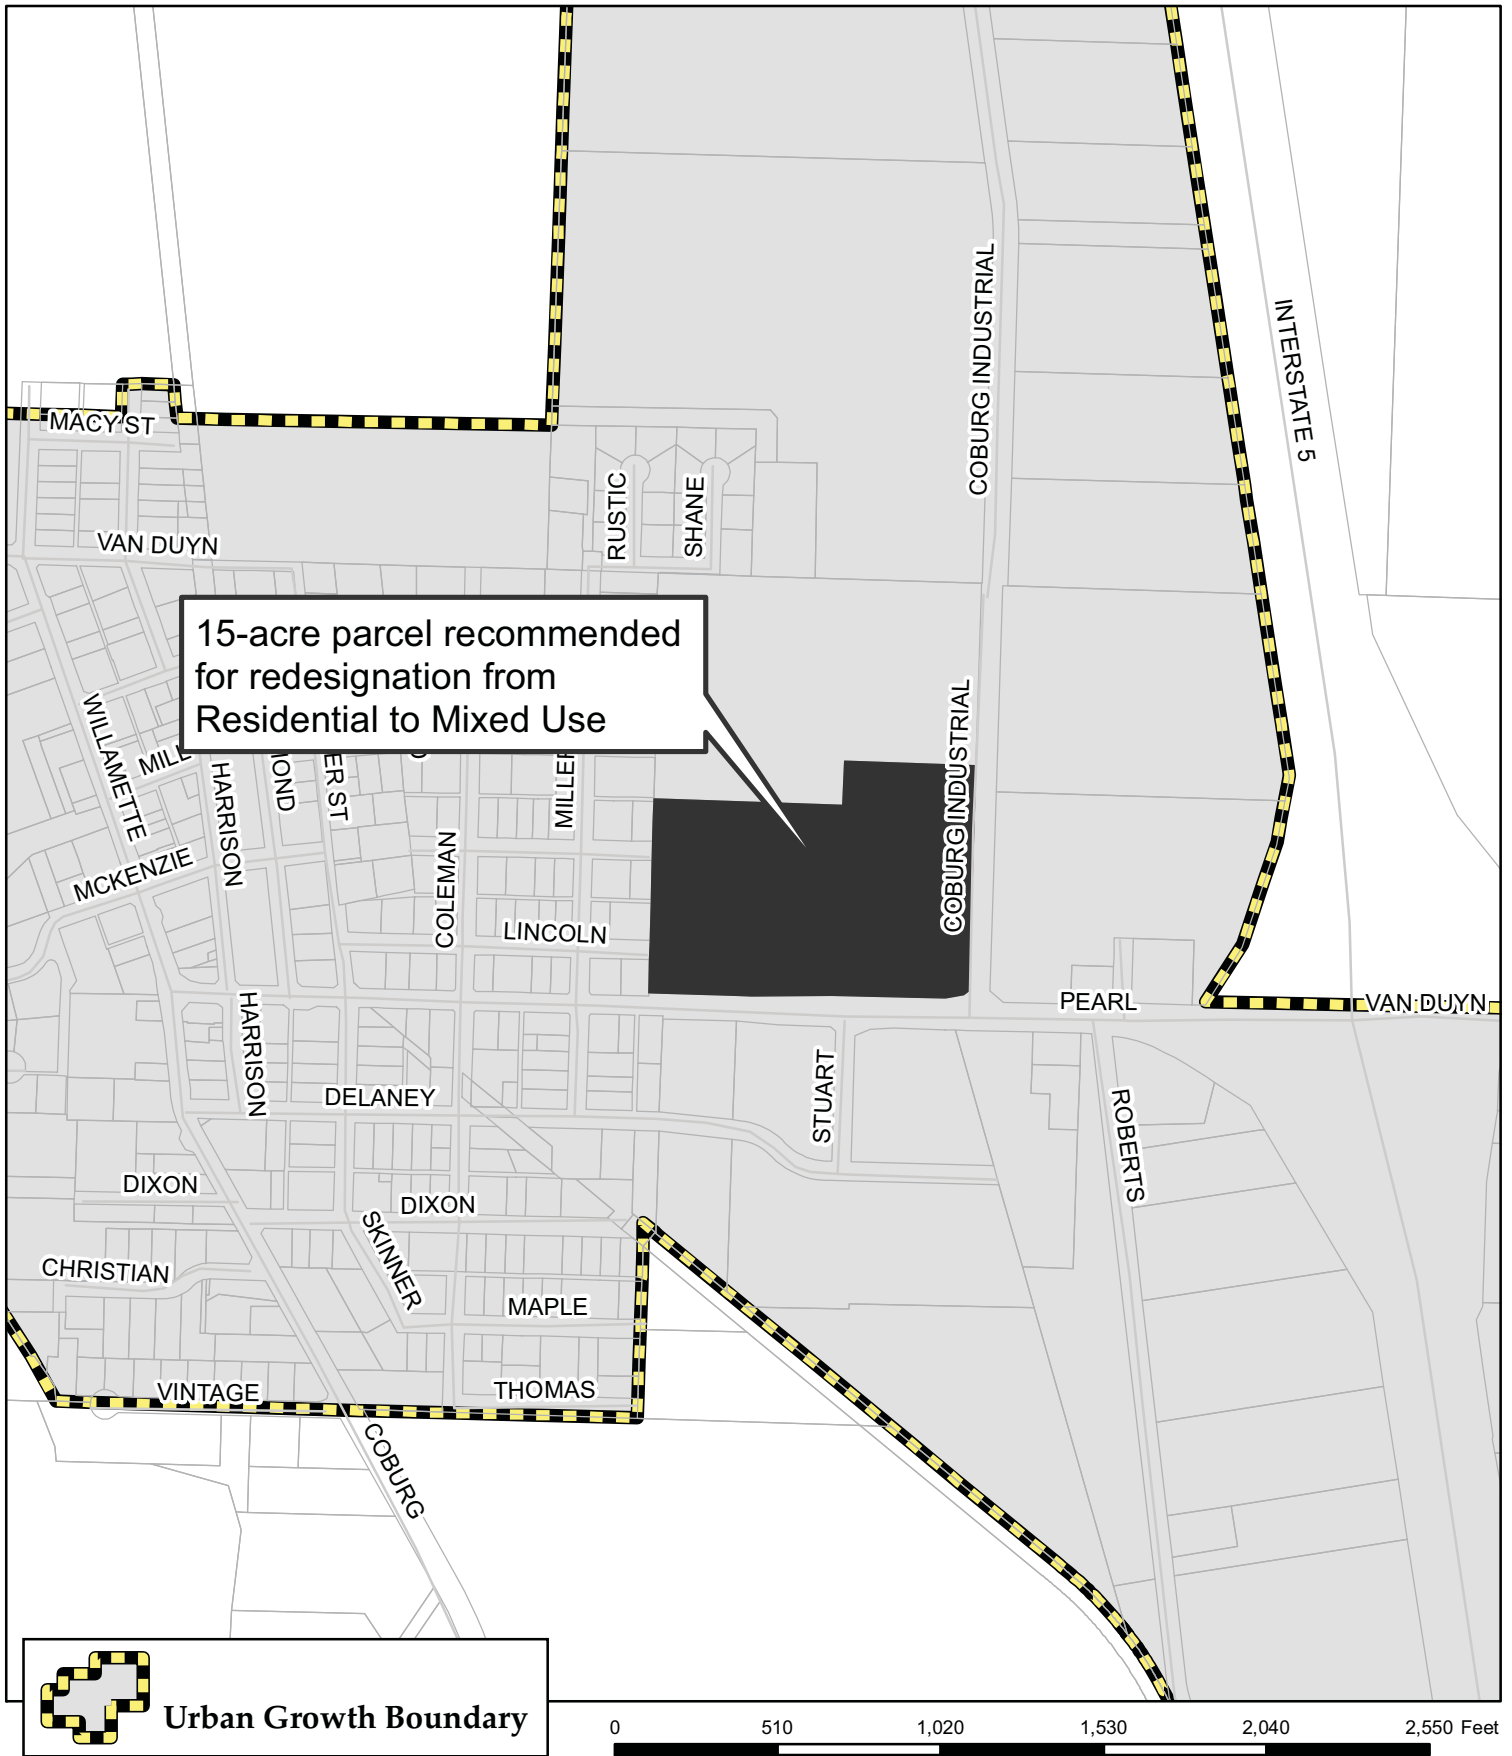 COBURG INDUSTRIAL
INTERSTATE 5
MACY ST
RUSTIC
SHANE
VAN DUYN
15-acre parcel recommended
for redesignation from
Residential to Mixed Use
WILLAMETTE
MILL
HARRISON
MOND
ER ST
MILLER
COBURG INDUSTRIAL
MCKENZIE
COLEMAN
LINCOLN
HARRISON
PEARL
VAN DUYN
DELANEY
STUART
ROBERTS
DIXON
DIXON
SKINNER
CHRISTIAN
MAPLE
VINTAGE
THOMAS
COBURG
Urban Growth Boundary
0 510 1,020 1,530 2,040 2,550 Feet